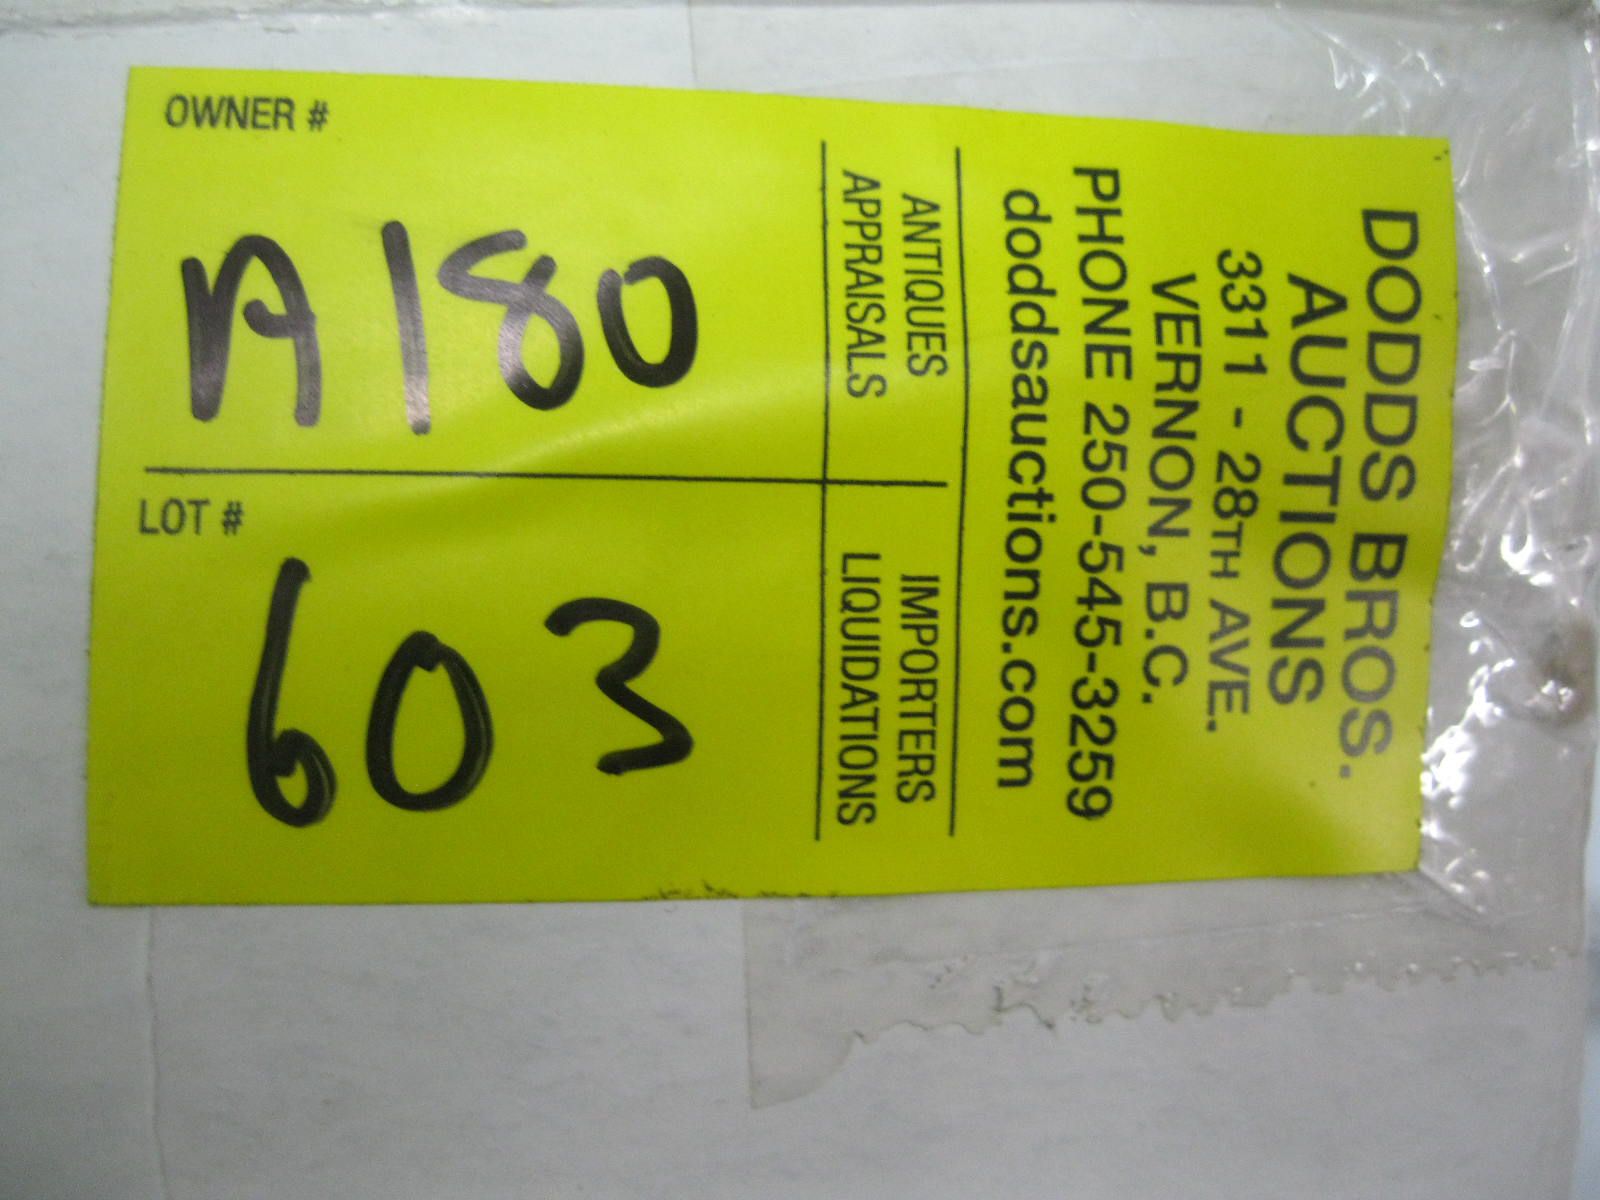 DODDS BROS.
AUCTIONS
3311 - 28TH AVE.
VERNON, B.C.
PHONE 250-545-3259
doddsauctions.com
ANTIQUES IMPORTERS
APPRAISALS LIQUIDATIONS
OWNER #
A180
LOT #
603